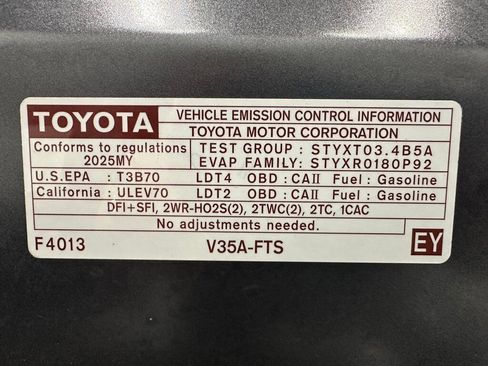 TOYOTA
VEHICLE EMISSION CONTROL INFORMATION
TOYOTA MOTOR CORPORATION
Conforms to regulations
2025MY
TEST GROUP : STYXT03.4B5A
EVAP FAMILY: STYXR0180P92
U.S.EPA : T3B70 LDT4 OBD : CAII Fuel : Gasoline
California : ULEV70 LDT2 OBD : CAII Fuel : Gasoline
DFI+SFI, 2WR-HO2S(2), 2TWC(2), 2TC, 1CAC
No adjustments needed.
F4013 V35A-FTS EY